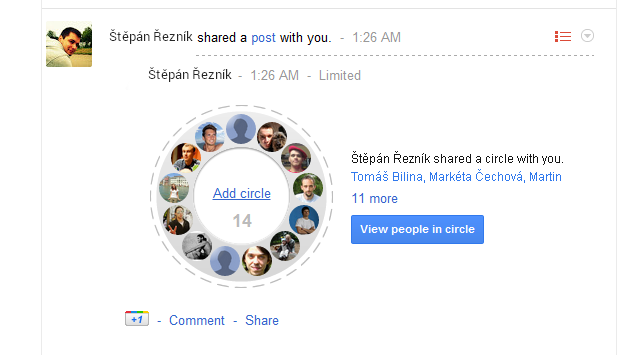 Štěpán Řezník shared a post with you. - 1:26 AM
Štěpán Řezník - 1:26 AM - Limited
Add circle
14
Štěpán Řezník shared a circle with you.
Tomáš Bilina, Markéta Čechová, Martin
11 more
View people in circle
+1 - Comment - Share